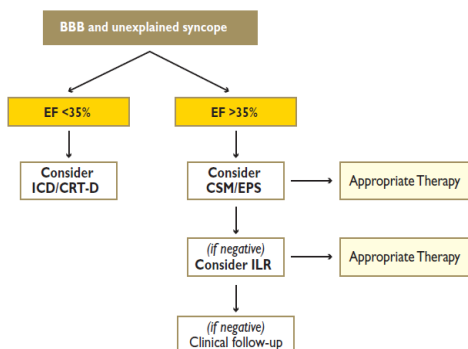 BBB and unexplained syncope
EF <35%
EF >35%
Consider
ICD/CRT-D
Consider
CSM/EPS
Appropriate Therapy
(if negative)
Consider ILR
Appropriate Therapy
(if negative)
Clinical follow-up